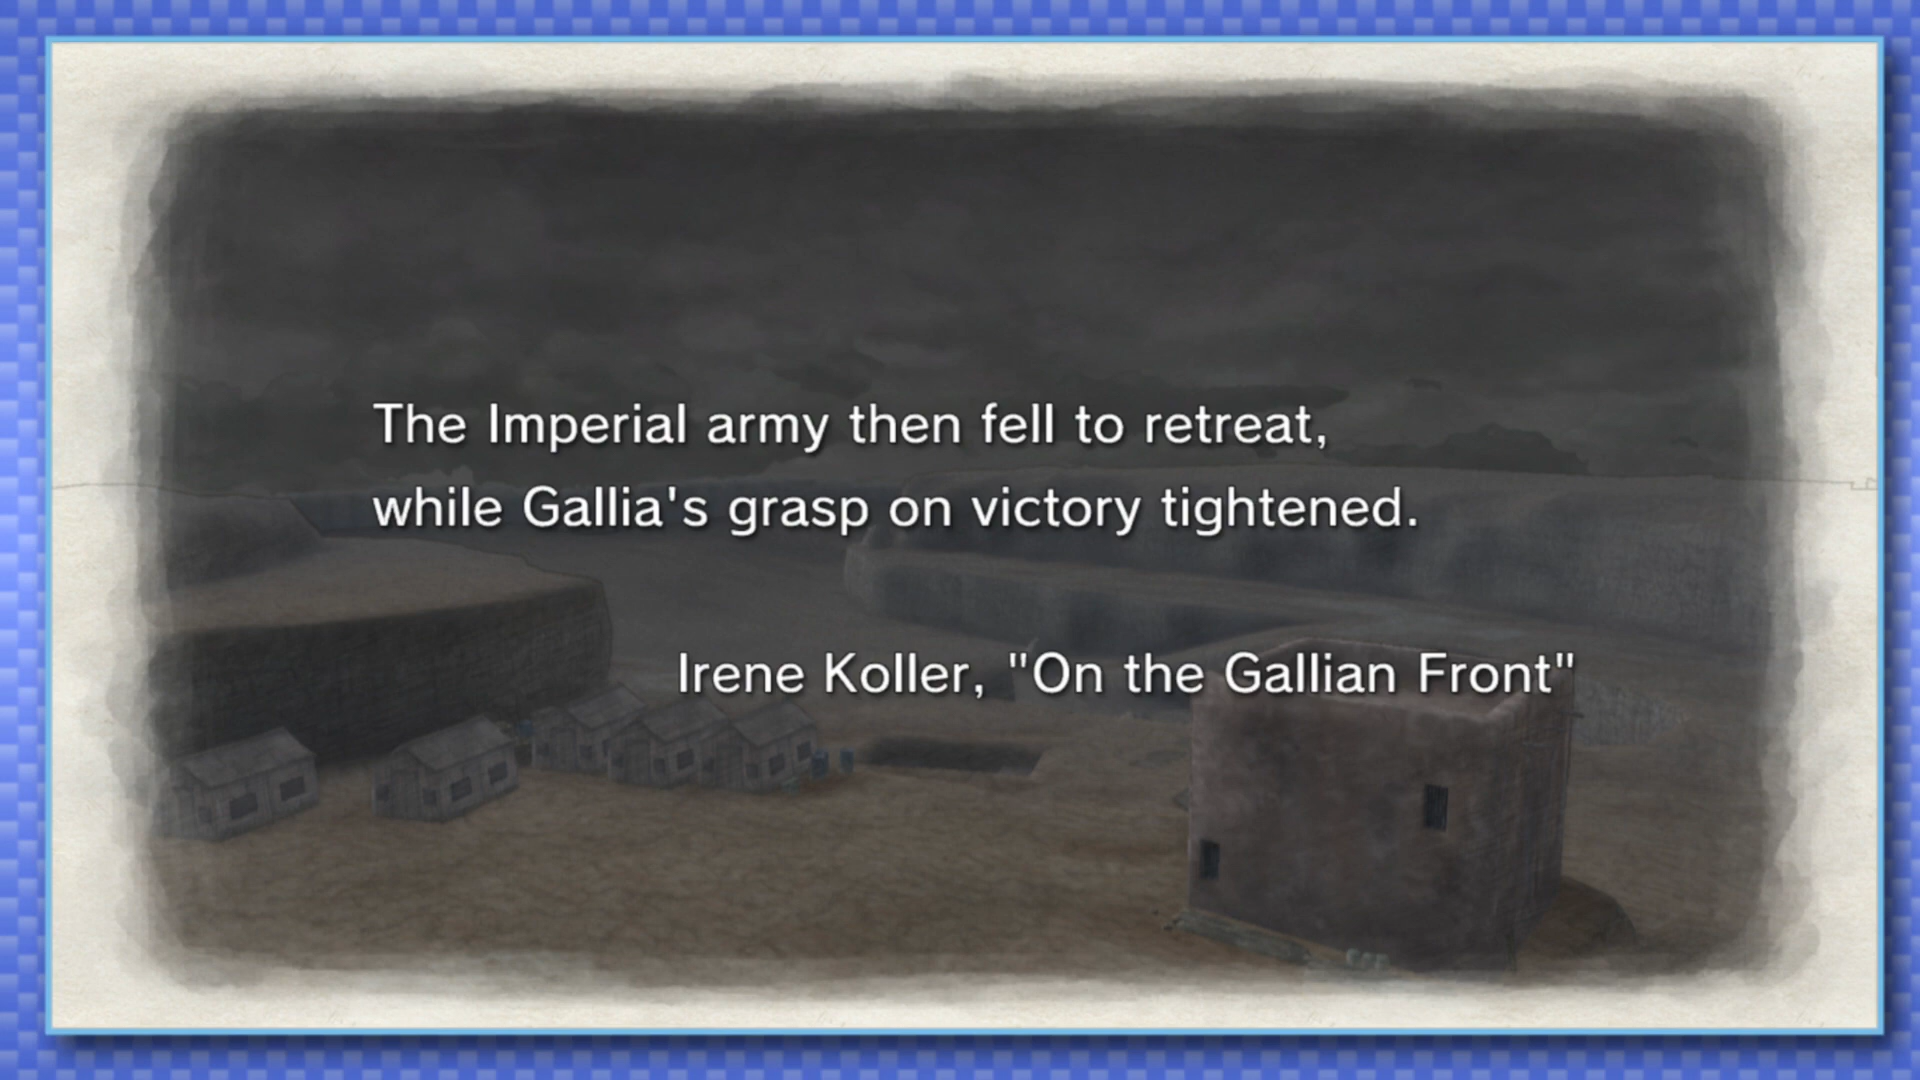 The Imperial army then fell to retreat,
while Gallia's grasp on victory tightened.
Irene Koller, "On the Gallian Front"